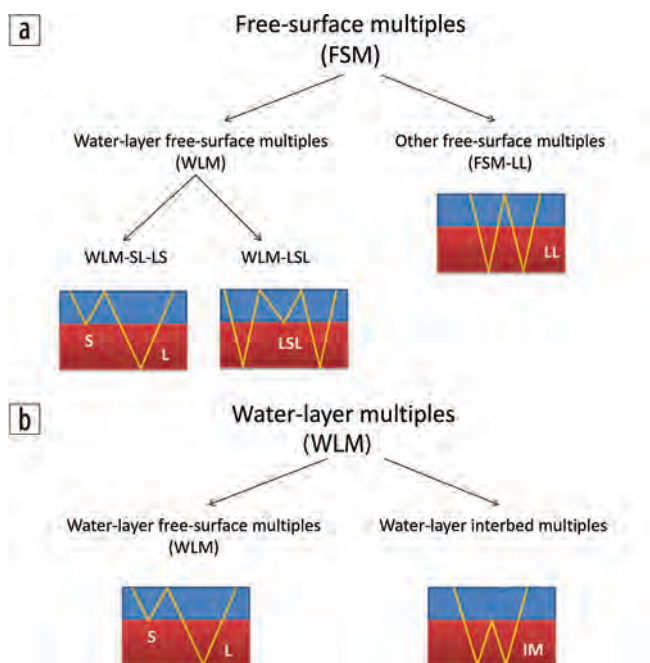 a
Free-surface multiples
(FSM)
Water-layer free-surface multiples
(WLM)
Other free-surface multiples
(FSM-LL)
WLM-SL-LS
WLM-LSL
LL
S
L
LSL
b
Water-layer multiples
(WLM)
Water-layer free-surface multiples
(WLM)
Water-layer interbed multiples
S
L
IM